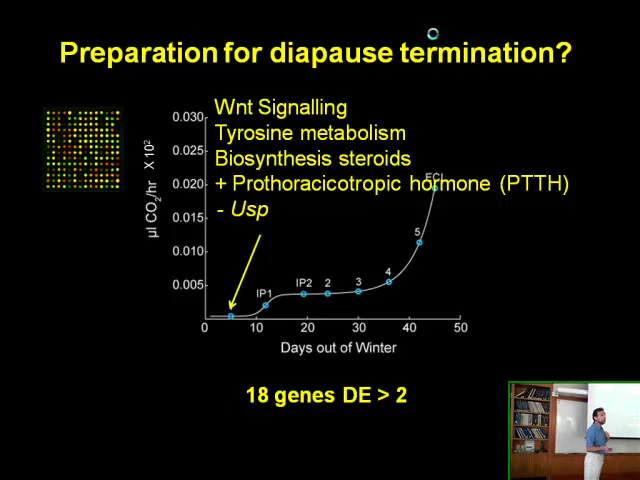 Preparation for diapause termination?
Wnt Signalling
Tyrosine metabolism
Biosynthesis steroids
+ Prothoracicotropic hormone (PTTH)
- Usp
µl CO2/hr X 10²
0.030
0.025
0.020
0.015
0.010
0.005
IP1
IP2
2
3
4
5
ECL
0
10
20
30
40
50
Days out of Winter
18 genes DE > 2